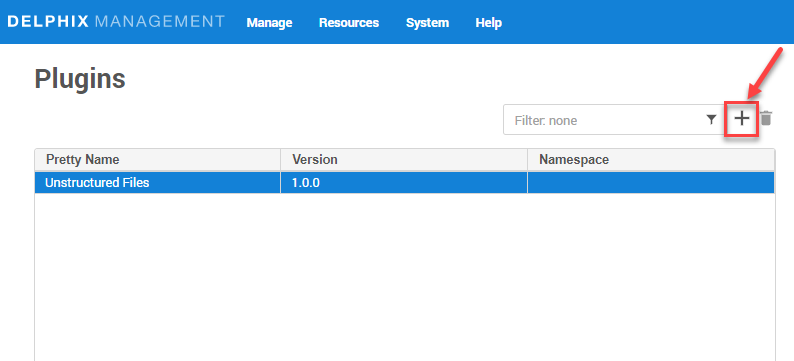 DELPHIX MANAGEMENT Manage Resources System Help
Plugins
Filter: none
Pretty Name Version Namespace
Unstructured Files 1.0.0